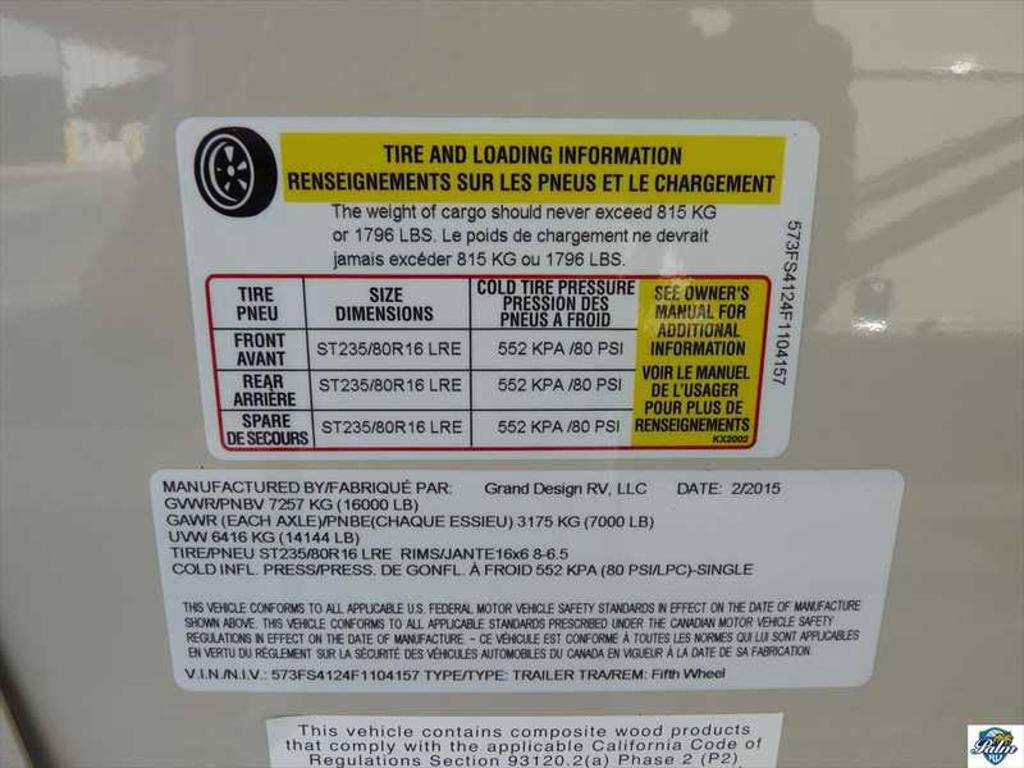 TIRE AND LOADING INFORMATION
RENSEIGNEMENTS SUR LES PNEUS ET LE CHARGEMENT
The weight of cargo should never exceed 815 KG
or 1796 LBS. Le poids de chargement ne devrait
jamais excéder 815 KG ou 1796 LBS.
TIRE
PNEU
SIZE
DIMENSIONS
COLD TIRE PRESSURE
PRESSION DES
PNEUS A FROID
FRONT
AVANT
ST235/80R16 LRE
552 KPA /80 PSI
REAR
ARRIÈRE
ST235/80R16 LRE
552 KPA /80 PSI
SPARE
DE SECOURS
ST235/80R16 LRE
552 KPA /80 PSI
SEE OWNER'S
MANUAL FOR
ADDITIONAL
INFORMATION
VOIR LE MANUEL
DE L'USAGER
POUR PLUS DE
RENSEIGNEMENTS
KX2002
573FS4124F1104157
MANUFACTURED BY/FABRIQUÉ PAR: Grand Design RV, LLC DATE: 2/2015
GVWR/PNBV 7257 KG (16000 LB)
GAWR (EACH AXLE)/PNBE(CHAQUE ESSIEU) 3175 KG (7000 LB)
UVW 6416 KG (14144 LB)
TIRE/PNEU ST235/80R16 LRE RIMS/JANTE16x6 8-6.5
COLD INFL. PRESS/PRESS. DE GONFL. À FROID 552 KPA (80 PSI/LPC)-SINGLE
THIS VEHICLE CONFORMS TO ALL APPLICABLE U.S. FEDERAL MOTOR VEHICLE SAFETY STANDARDS IN EFFECT ON THE DATE OF MANUFACTURE
SHOWN ABOVE. THIS VEHICLE CONFORMS TO ALL APPLICABLE STANDARDS PRESCRIBED UNDER THE CANADIAN MOTOR VEHICLE SAFETY
REGULATIONS IN EFFECT ON THE DATE OF MANUFACTURE - CE VÉHICULE EST CONFORME À TOUTES LES NORMES QUI LUI SONT APPLICABLES
EN VERTU DU RÈGLEMENT SUR LA SÉCURITÉ DES VÉHICULES AUTOMOBILES DU CANADA EN VIGUEUR À LA DATE DE SA FABRICATION.
V.I.N./N.I.V.: 573FS4124F1104157 TYPE/TYPE: TRAILER TRA/REM: Fifth Wheel
This vehicle contains composite wood products
that comply with the applicable California Code of
Regulations Section 93120.2(a) Phase 2 (P2)
Palm
RV